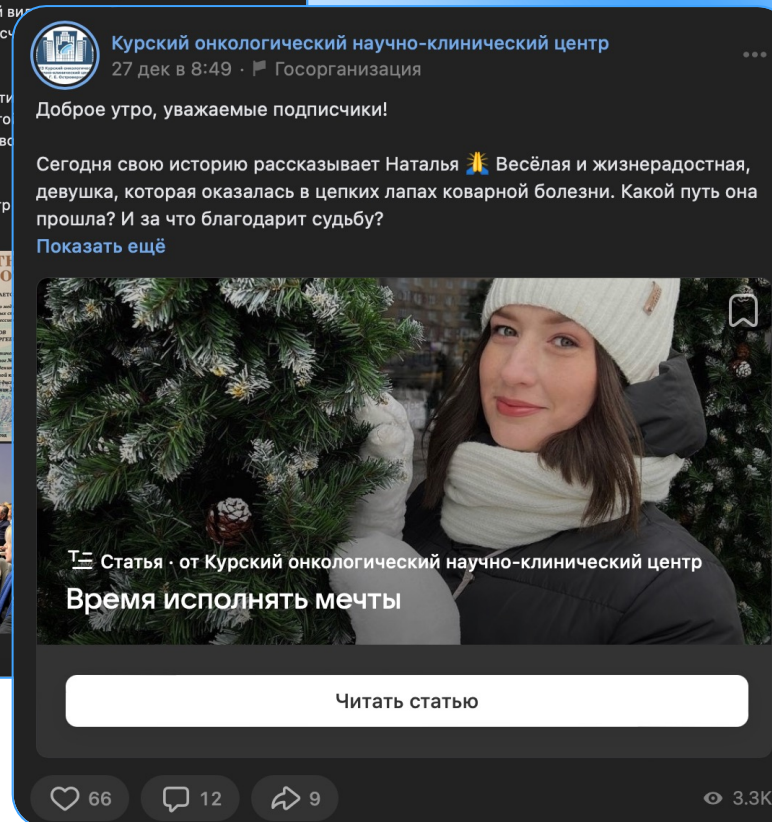 Курский онкологический научно-клинический центр
27 дек в 8:49 · Госорганизация
Доброе утро, уважаемые подписчики!
Сегодня свою историю рассказывает Наталья 🙏 Весёлая и жизнерадостная,
девушка, которая оказалась в цепких лапах коварной болезни. Какой путь она
прошла? И за что благодарит судьбу?
Показать ещё
Статья · от Курский онкологический научно-клинический центр
Время исполнять мечты
Читать статью
66
12
9
3.3K